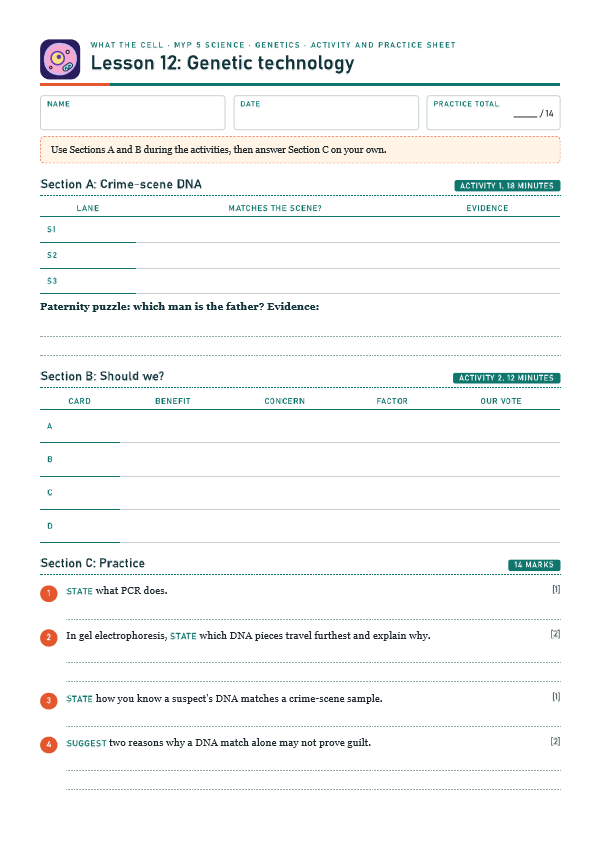 WHAT THE CELL · MYP 5 SCIENCE · GENETICS · ACTIVITY AND PRACTICE SHEET
Lesson 12: Genetic technology
NAME
DATE
PRACTICE TOTAL
_____ / 14
Use Sections A and B during the activities, then answer Section C on your own.
Section A: Crime-scene DNA
ACTIVITY 1, 18 MINUTES
LANE MATCHES THE SCENE? EVIDENCE
S1
S2
S3
Paternity puzzle: which man is the father? Evidence:
Section B: Should we?
ACTIVITY 2, 12 MINUTES
CARD BENEFIT CONCERN FACTOR OUR VOTE
A
B
C
D
Section C: Practice
14 MARKS
1 STATE what PCR does. [1]
2 In gel electrophoresis, STATE which DNA pieces travel furthest and explain why. [2]
3 STATE how you know a suspect's DNA matches a crime-scene sample. [1]
4 SUGGEST two reasons why a DNA match alone may not prove guilt. [2]